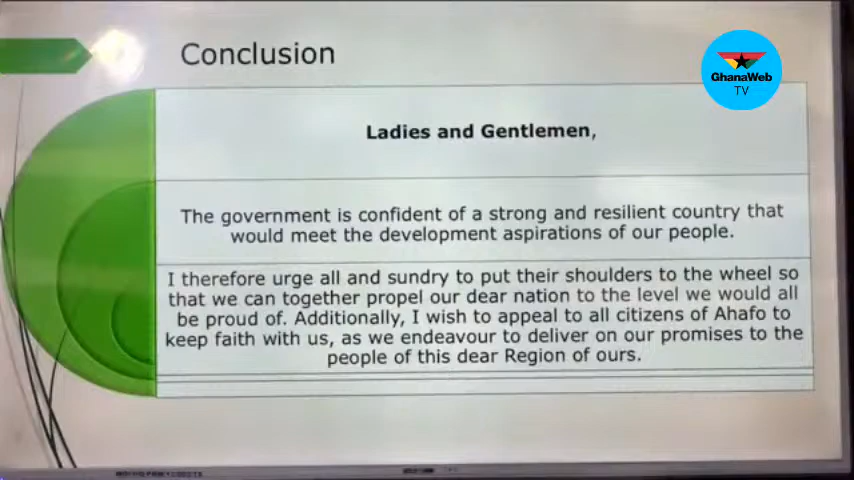 Conclusion
GhanaWeb
TV
Ladies and Gentlemen,
The government is confident of a strong and resilient country that
would meet the development aspirations of our people.
I therefore urge all and sundry to put their shoulders to the wheel so
that we can together propel our dear nation to the level we would all
be proud of. Additionally, I wish to appeal to all citizens of Ahafo to
keep faith with us, as we endeavour to deliver on our promises to the
people of this dear Region of ours.